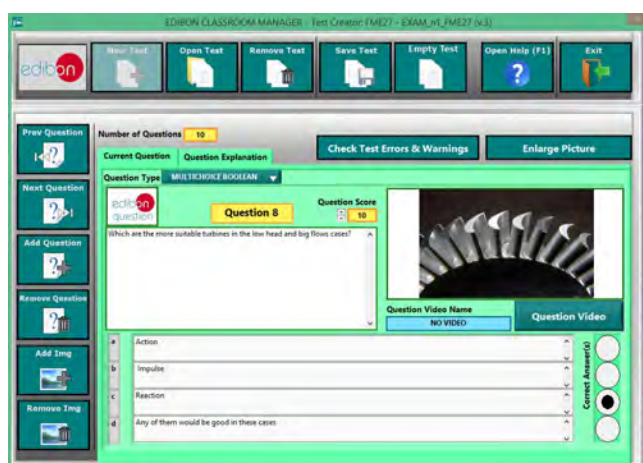 EDIBON CLASSROOM MANAGER - Test Creator: FME27 - EXAM_n1_FME27 (v.3)
edibon
New Test
Open Test
Remove Test
Save Test
Empty Test
Open Help (F1)
Exit
Prev Question
Next Question
Add Question
Remove Question
Add Img
Remove Img
Number of Questions 10
Check Test Errors & Warnings
Enlarge Picture
Current Question
Question Explanation
Question Type MULTICHOICE BOOLEAN
edibon
question
Question 8
Question Score
10
Which are the more suitable turbines in the low head and big flows cases?
Question Video Name
NO VIDEO
Question Video
a Action
b Impulse
c Reaction
d Any of them would be good in these cases
Correct Answer(s)